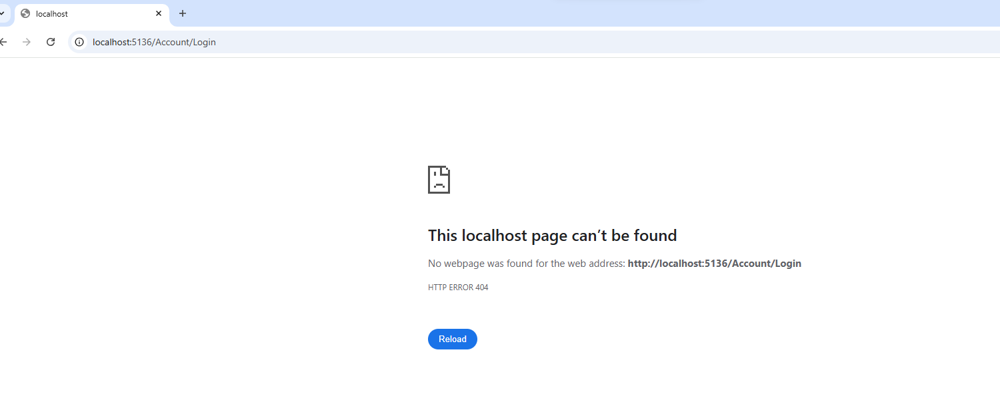 localhost
localhost:5136/Account/Login
This localhost page can’t be found
No webpage was found for the web address: http://localhost:5136/Account/Login
HTTP ERROR 404
Reload